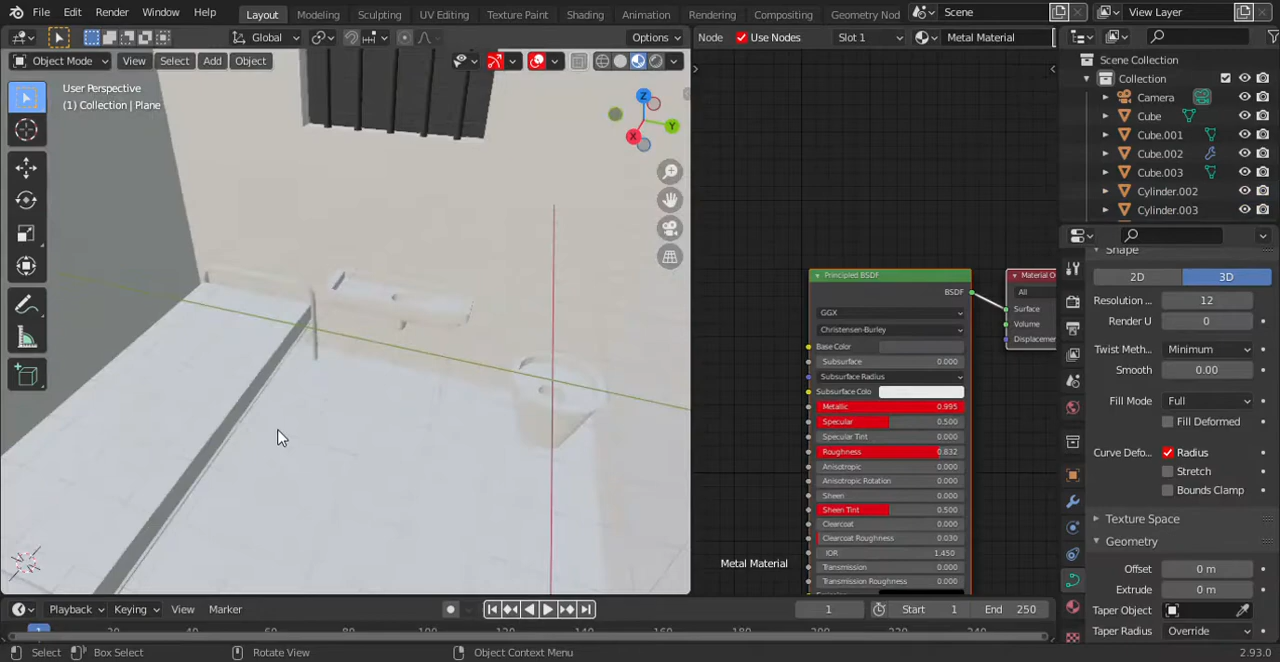 File Edit Render Window Help Layout Modeling Sculpting UV Editing Texture Paint Shading Animation Rendering Compositing Geometry Nod Scene View Layer
Global Options Node Use Nodes Slot 1 Metal Material
Object Mode View Select Add Object
User Perspective
(1) Collection | Plane
Z
Y
X
Principled BSDF
BSDF
GGX
Christensen-Burley
Base Color
Subsurface 0.000
Subsurface Radius
Subsurface Colo
Metallic 0.995
Specular 0.500
Specular Tint 0.000
Roughness 0.832
Anisotropic 0.000
Anisotropic Rotation 0.000
Sheen 0.000
Sheen Tint 0.500
Clearcoat 0.000
Clearcoat Roughness 0.030
IOR 1.450
Transmission 0.000
Transmission Roughness 0.000
Material O
All
Surface
Volume
Displacemen
Metal Material
Scene Collection
Collection
Camera
Cube
Cube.001
Cube.002
Cube.003
Cylinder.002
Cylinder.003
Shape
2D 3D
Resolution ... 12
Render U 0
Twist Meth... Minimum
Smooth 0.00
Fill Mode Full
Fill Deformed
Curve Defo... Radius
Stretch
Bounds Clamp
Texture Space
Geometry
Offset 0 m
Extrude 0 m
Taper Object
Taper Radius Override
Playback Keying View Marker 1 Start 1 End 250
1
Select Box Select Rotate View Object Context Menu 2.93.0